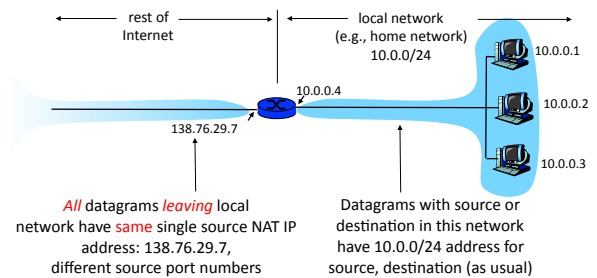 rest of
Internet
local network
(e.g., home network)
10.0.0/24
10.0.0.1
10.0.0.4
10.0.0.2
138.76.29.7
10.0.0.3
All datagrams leaving local
network have same single source NAT IP
address: 138.76.29.7,
different source port numbers
Datagrams with source or
destination in this network
have 10.0.0/24 address for
source, destination (as usual)